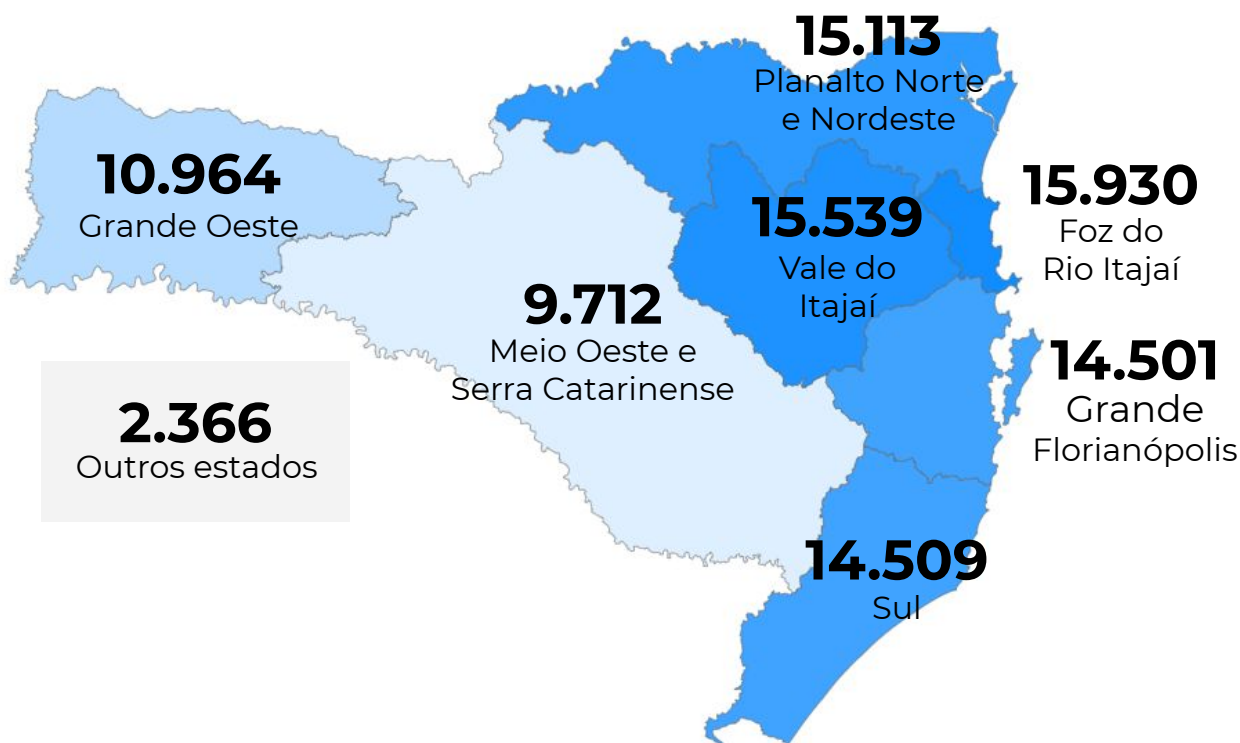 15.113
Planalto Norte
e Nordeste
10.964
Grande Oeste
15.930
Foz do
Rio Itajaí
15.539
Vale do
Itajaí
9.712
Meio Oeste e
Serra Catarinense
14.501
Grande
Florianópolis
2.366
Outros estados
14.509
Sul